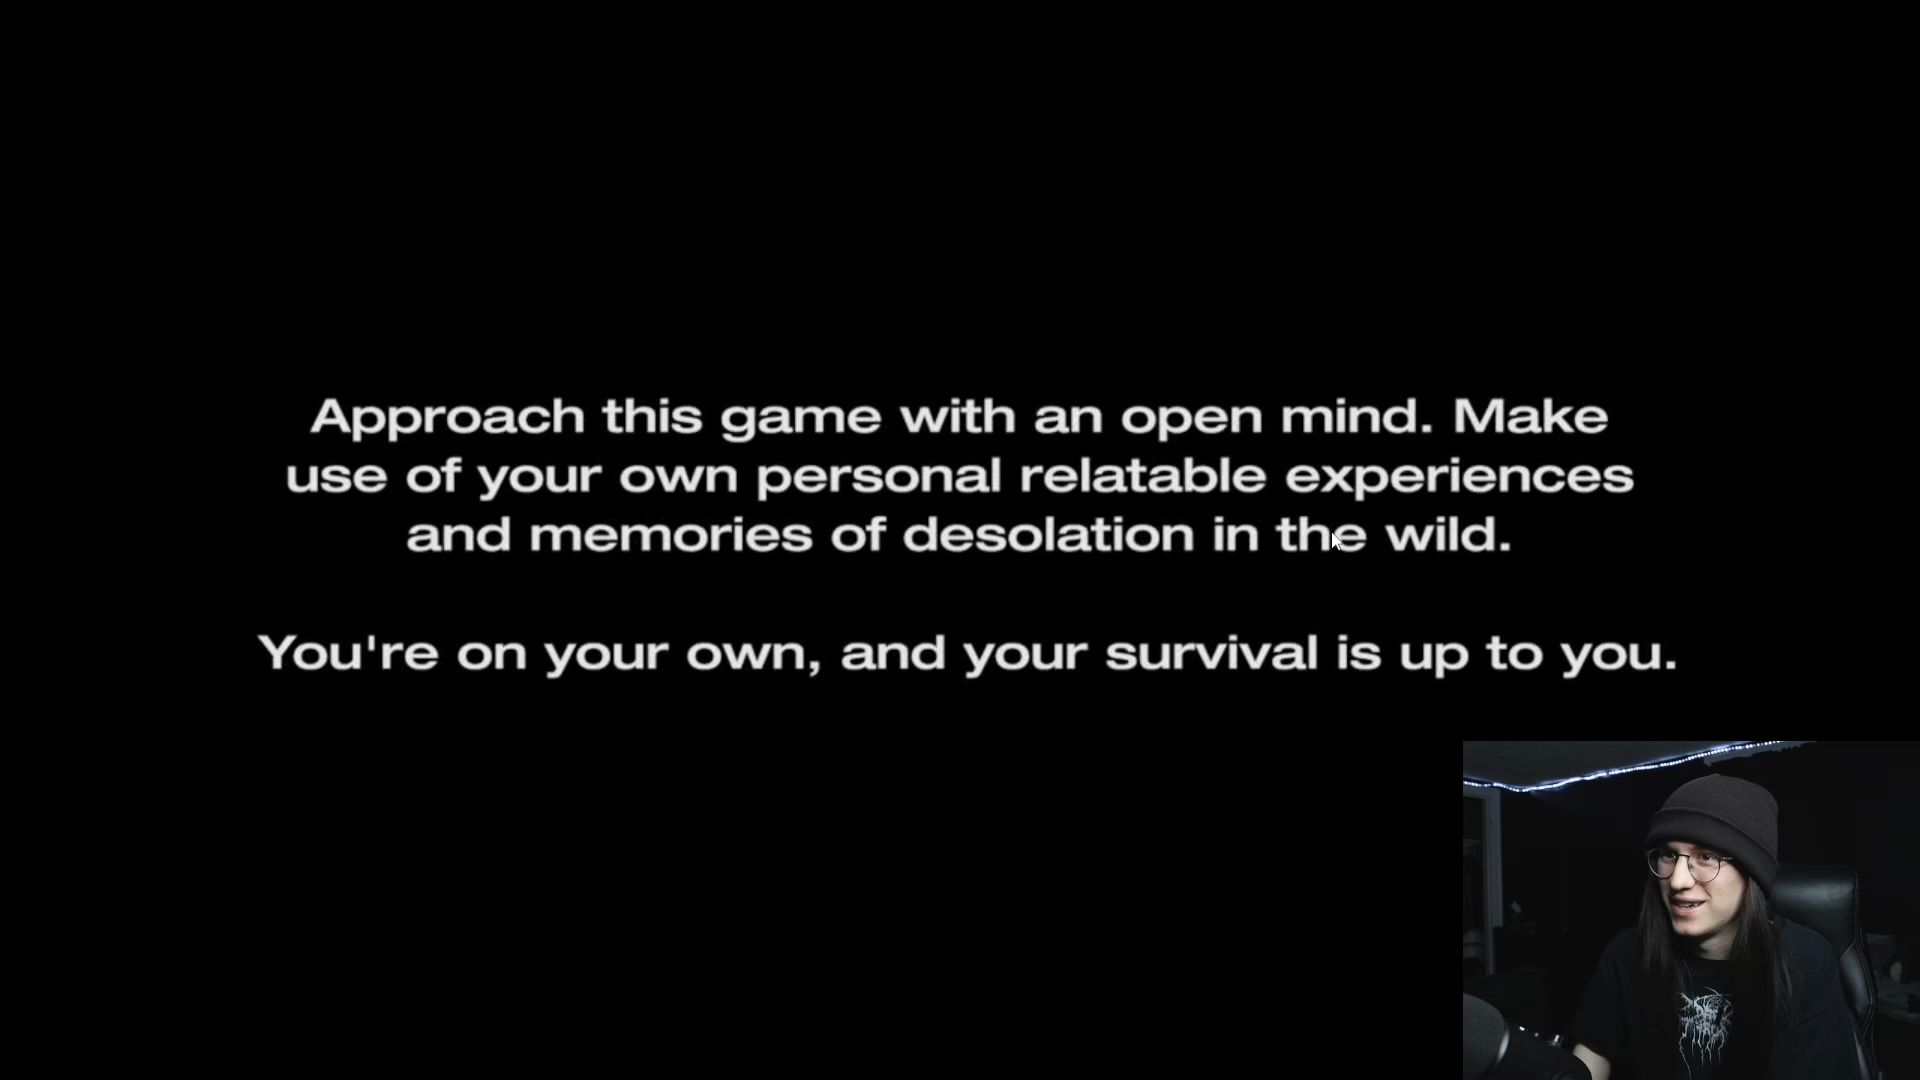 Approach this game with an open mind. Make
use of your own personal relatable experiences
and memories of desolation in the wild.
You're on your own, and your survival is up to you.